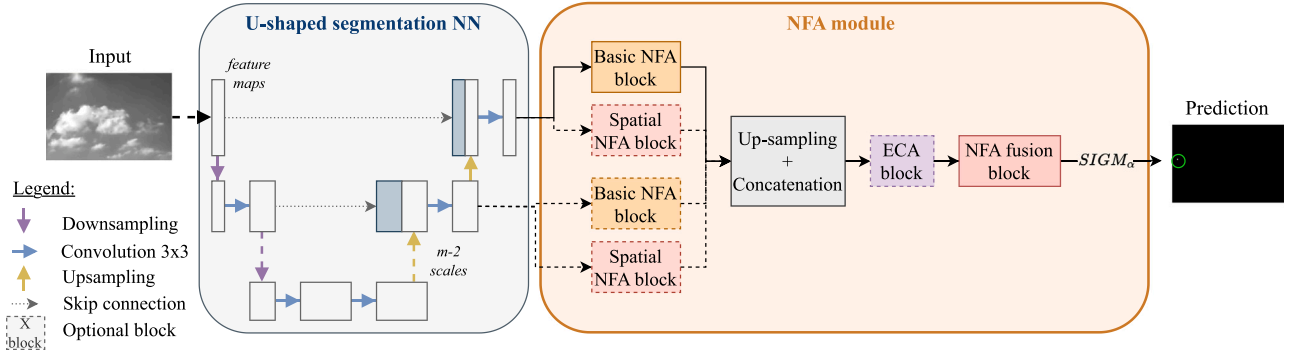 U-shaped segmentation NN
NFA module
Input
feature
maps
Basic NFA
block
Spatial
NFA block
Basic NFA
block
Spatial
NFA block
Up-sampling
+
Concatenation
ECA
block
NFA fusion
block
SIGMα
Prediction
m-2
scales
Legend:
Downsampling
Convolution 3x3
Upsampling
Skip connection
X
block
Optional block